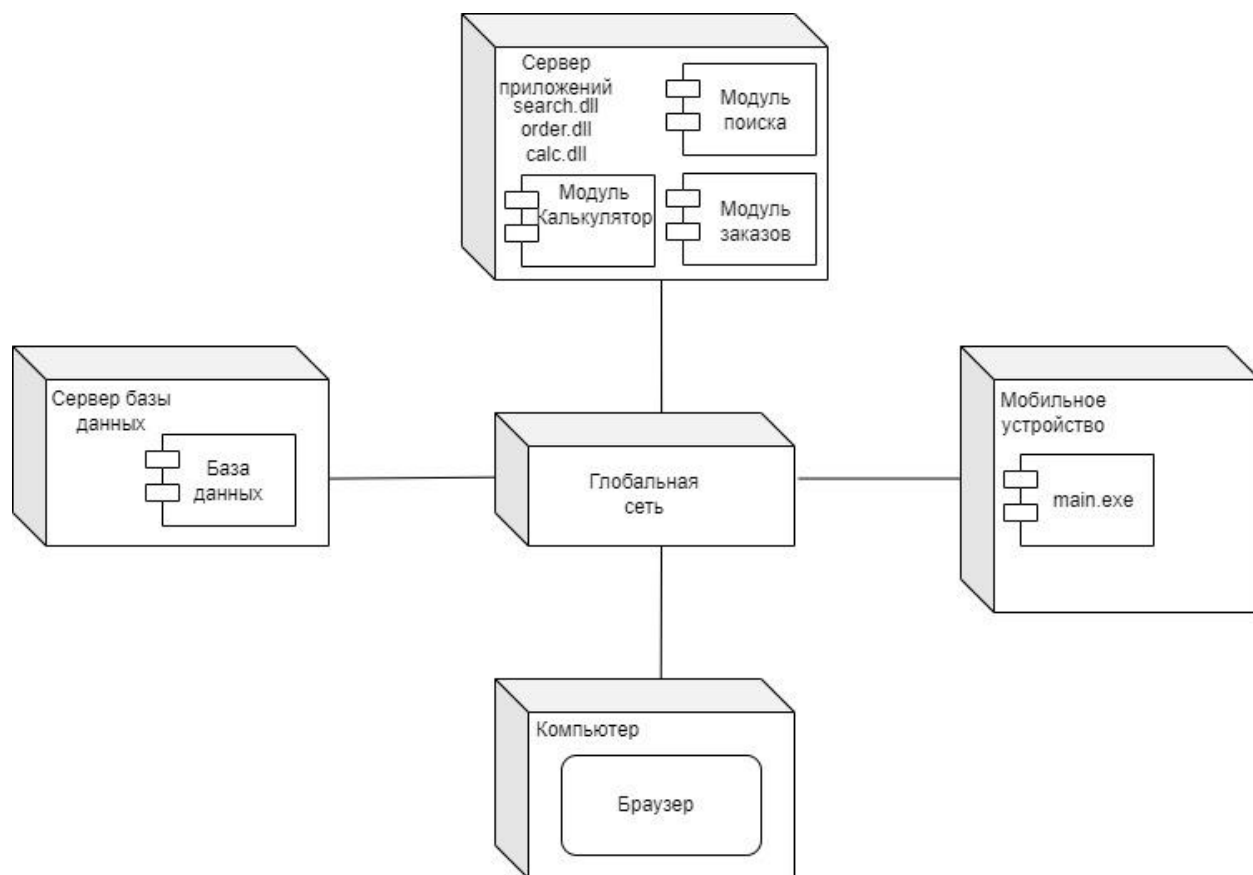 Сервер
приложений
search.dll
order.dll
calc.dll
Модуль
поиска
Модуль
Калькулятор
Модуль
заказов
Сервер базы
данных
База
данных
Глобальная
сеть
Мобильное
устройство
main.exe
Компьютер
Браузер